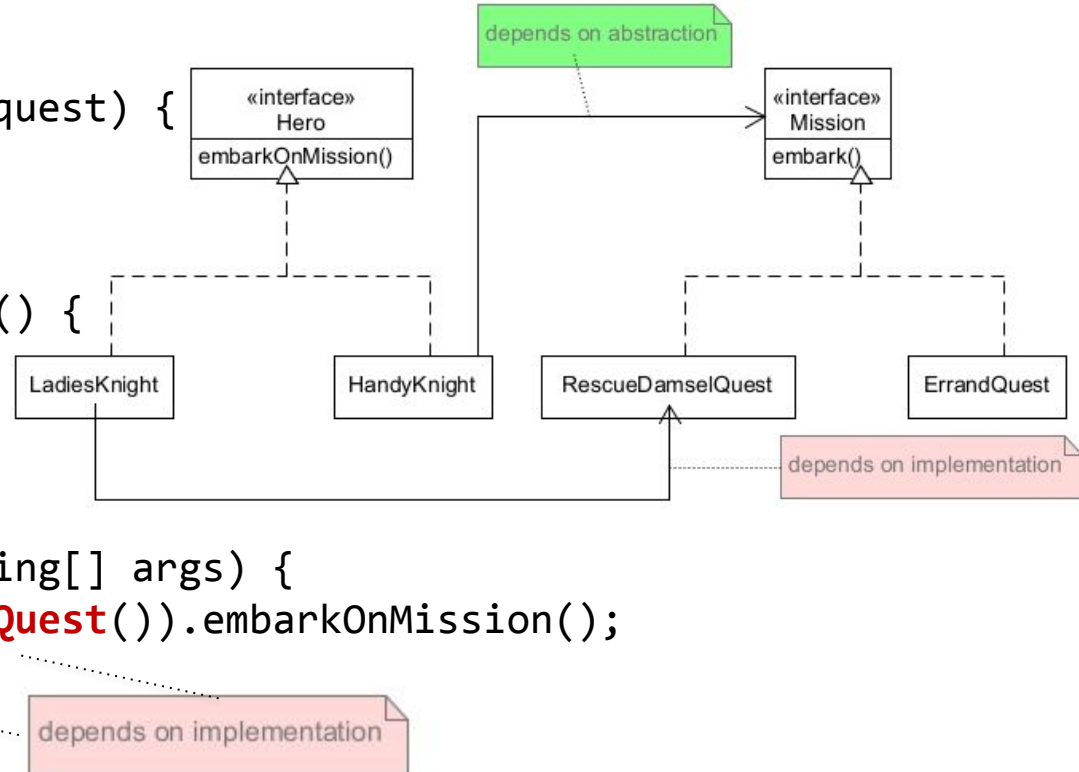 depends on abstraction
quest) {
«interface»
Hero
embarkOnMission()
«interface»
Mission
embark()
() {
LadiesKnight
HandyKnight
RescueDamselQuest
ErrandQuest
depends on implementation
ing[] args) {
Quest()).embarkOnMission();
depends on implementation